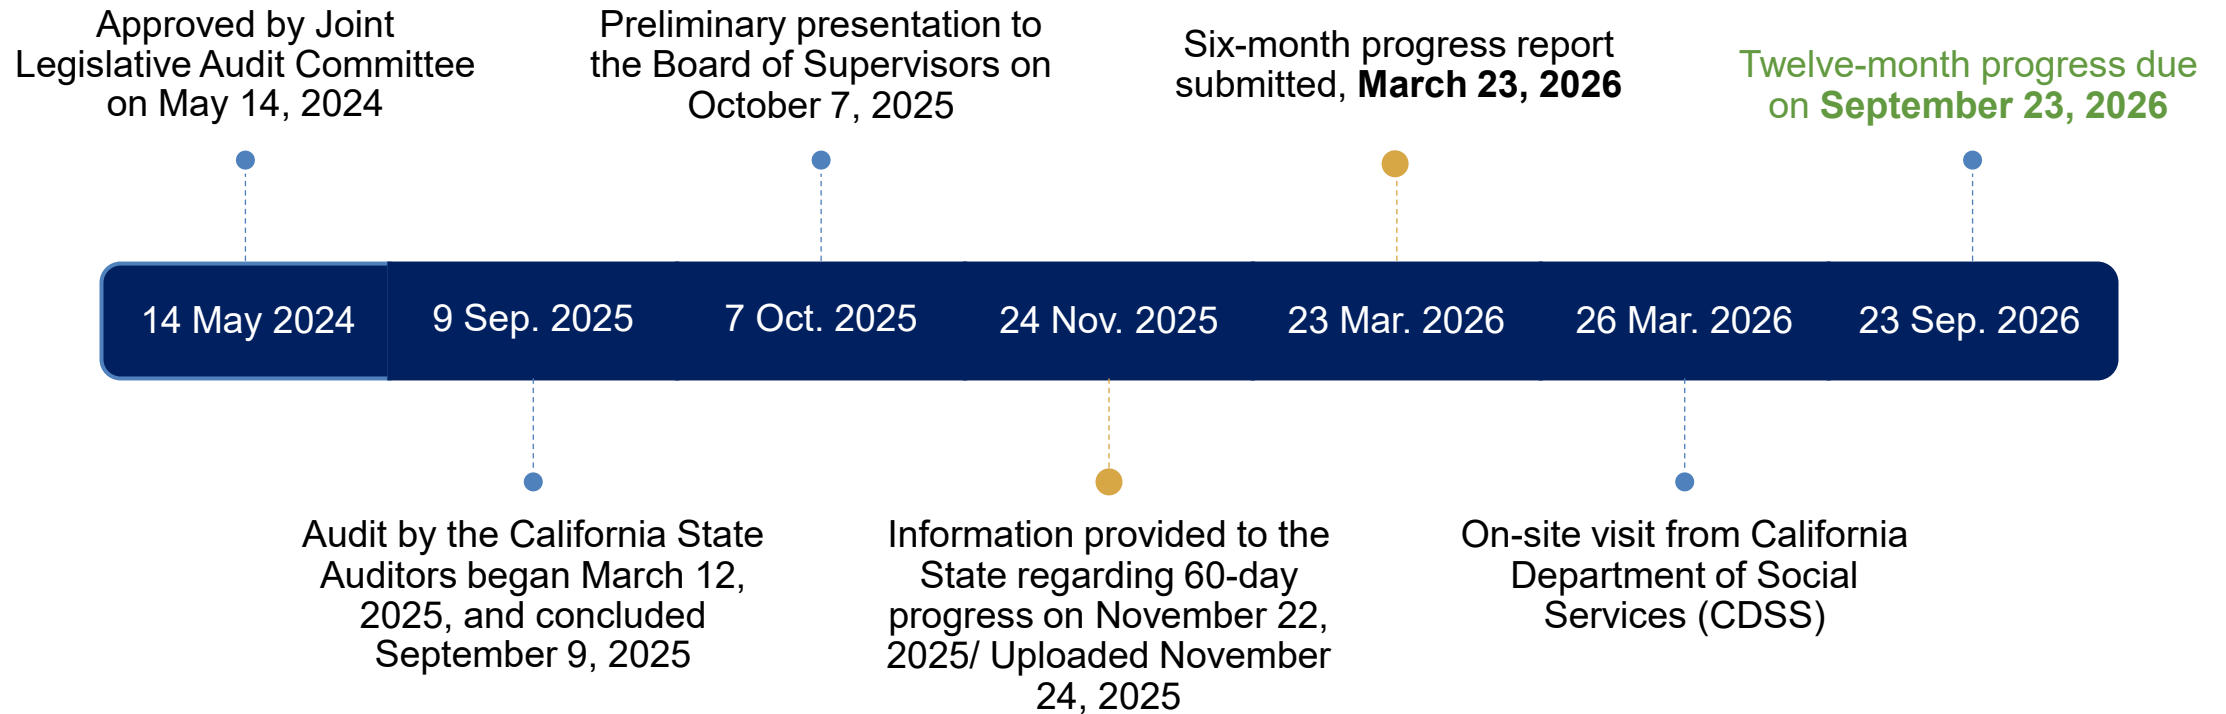 Approved by Joint
Legislative Audit Committee
on May 14, 2024
Preliminary presentation to
the Board of Supervisors on
October 7, 2025
Six-month progress report
submitted, March 23, 2026
Twelve-month progress due
on September 23, 2026
14 May 2024
9 Sep. 2025
7 Oct. 2025
24 Nov. 2025
23 Mar. 2026
26 Mar. 2026
23 Sep. 2026
Audit by the California State
Auditors began March 12,
2025, and concluded
September 9, 2025
Information provided to the
State regarding 60-day
progress on November 22,
2025/ Uploaded November
24, 2025
On-site visit from California
Department of Social
Services (CDSS)